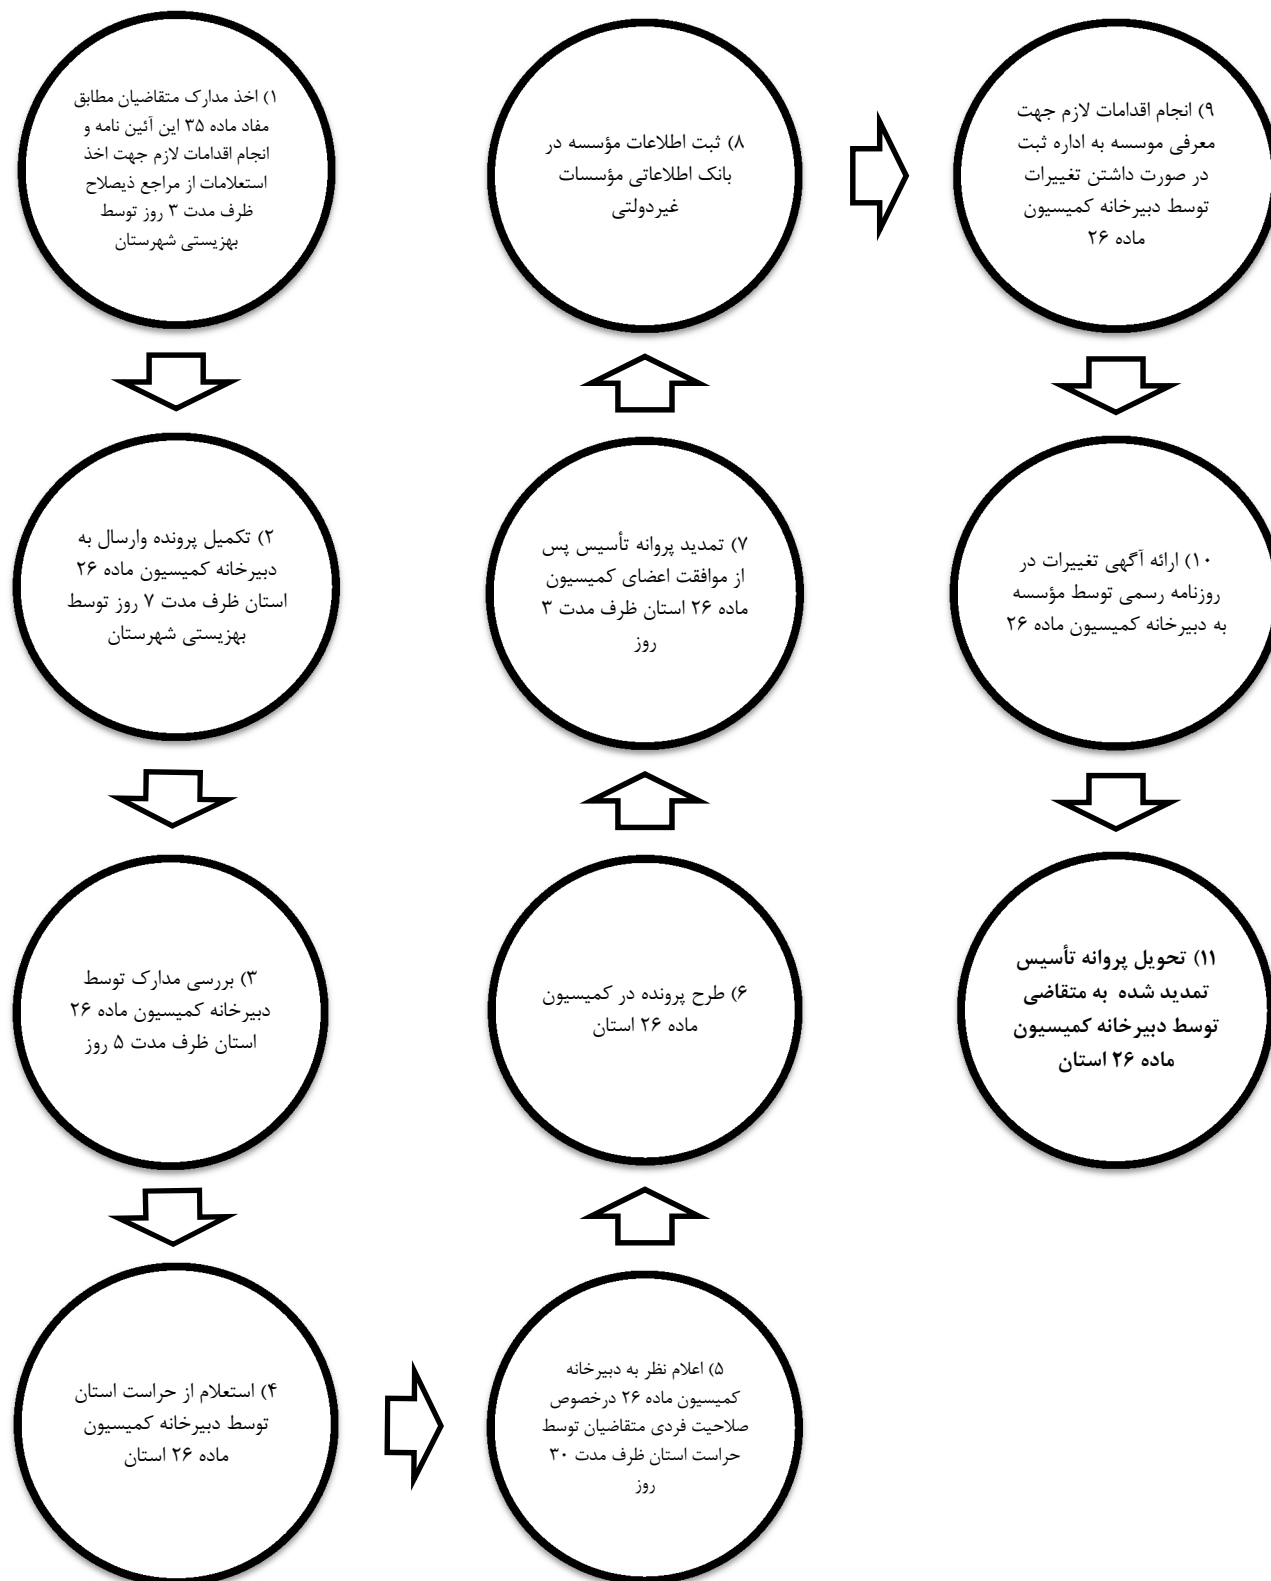 ۱) اخذ مدارک متقاضیان مطابق
مفاد ماده ۳۵ این آئین نامه و
انجام اقدامات لازم جهت اخذ
استعلامات از مراجع ذیصلاح
ظرف مدت ۳ روز توسط
بهزیستی شهرستان
۲) تکمیل پرونده وارسال به
دبیرخانه کمیسیون ماده ۲۶
استان ظرف مدت ۷ روز توسط
بهزیستی شهرستان
۳) بررسی مدارک توسط
دبیرخانه کمیسیون ماده ۲۶
استان ظرف مدت ۵ روز
۴) استعلام از حراست استان
توسط دبیرخانه کمیسیون
ماده ۲۶ استان
۵) اعلام نظر به دبیرخانه
کمیسیون ماده ۲۶ درخصوص
صلاحیت فردی متقاضیان توسط
حراست استان ظرف مدت ۳۰
روز
۶) طرح پرونده در کمیسیون
ماده ۲۶ استان
۷) تمدید پروانه تأسیس پس
از موافقت اعضای کمیسیون
ماده ۲۶ استان ظرف مدت ۳
روز
۸) ثبت اطلاعات مؤسسه در
بانک اطلاعاتی مؤسسات
غیردولتی
۹) انجام اقدامات لازم جهت
معرفی موسسه به اداره ثبت
در صورت داشتن تغییرات
توسط دبیرخانه کمیسیون
ماده ۲۶
۱۰) ارائه آگهی تغییرات در
روزنامه رسمی توسط مؤسسه
به دبیرخانه کمیسیون ماده ۲۶
۱۱) تحویل پروانه تأسیس
تمدید شده به متقاضی
توسط دبیرخانه کمیسیون
ماده ۲۶ استان